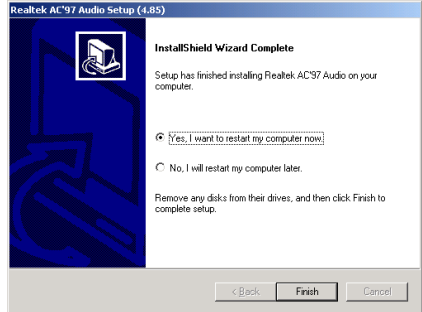 Realtek AC'97 Audio Setup (4.85)
InstallShield Wizard Complete
Setup has finished installing Realtek AC'97 Audio on your
computer.
Yes, I want to restart my computer now.
No, I will restart my computer later.
Remove any disks from their drives, and then click Finish to
complete setup.
< Back
Finish
Cancel